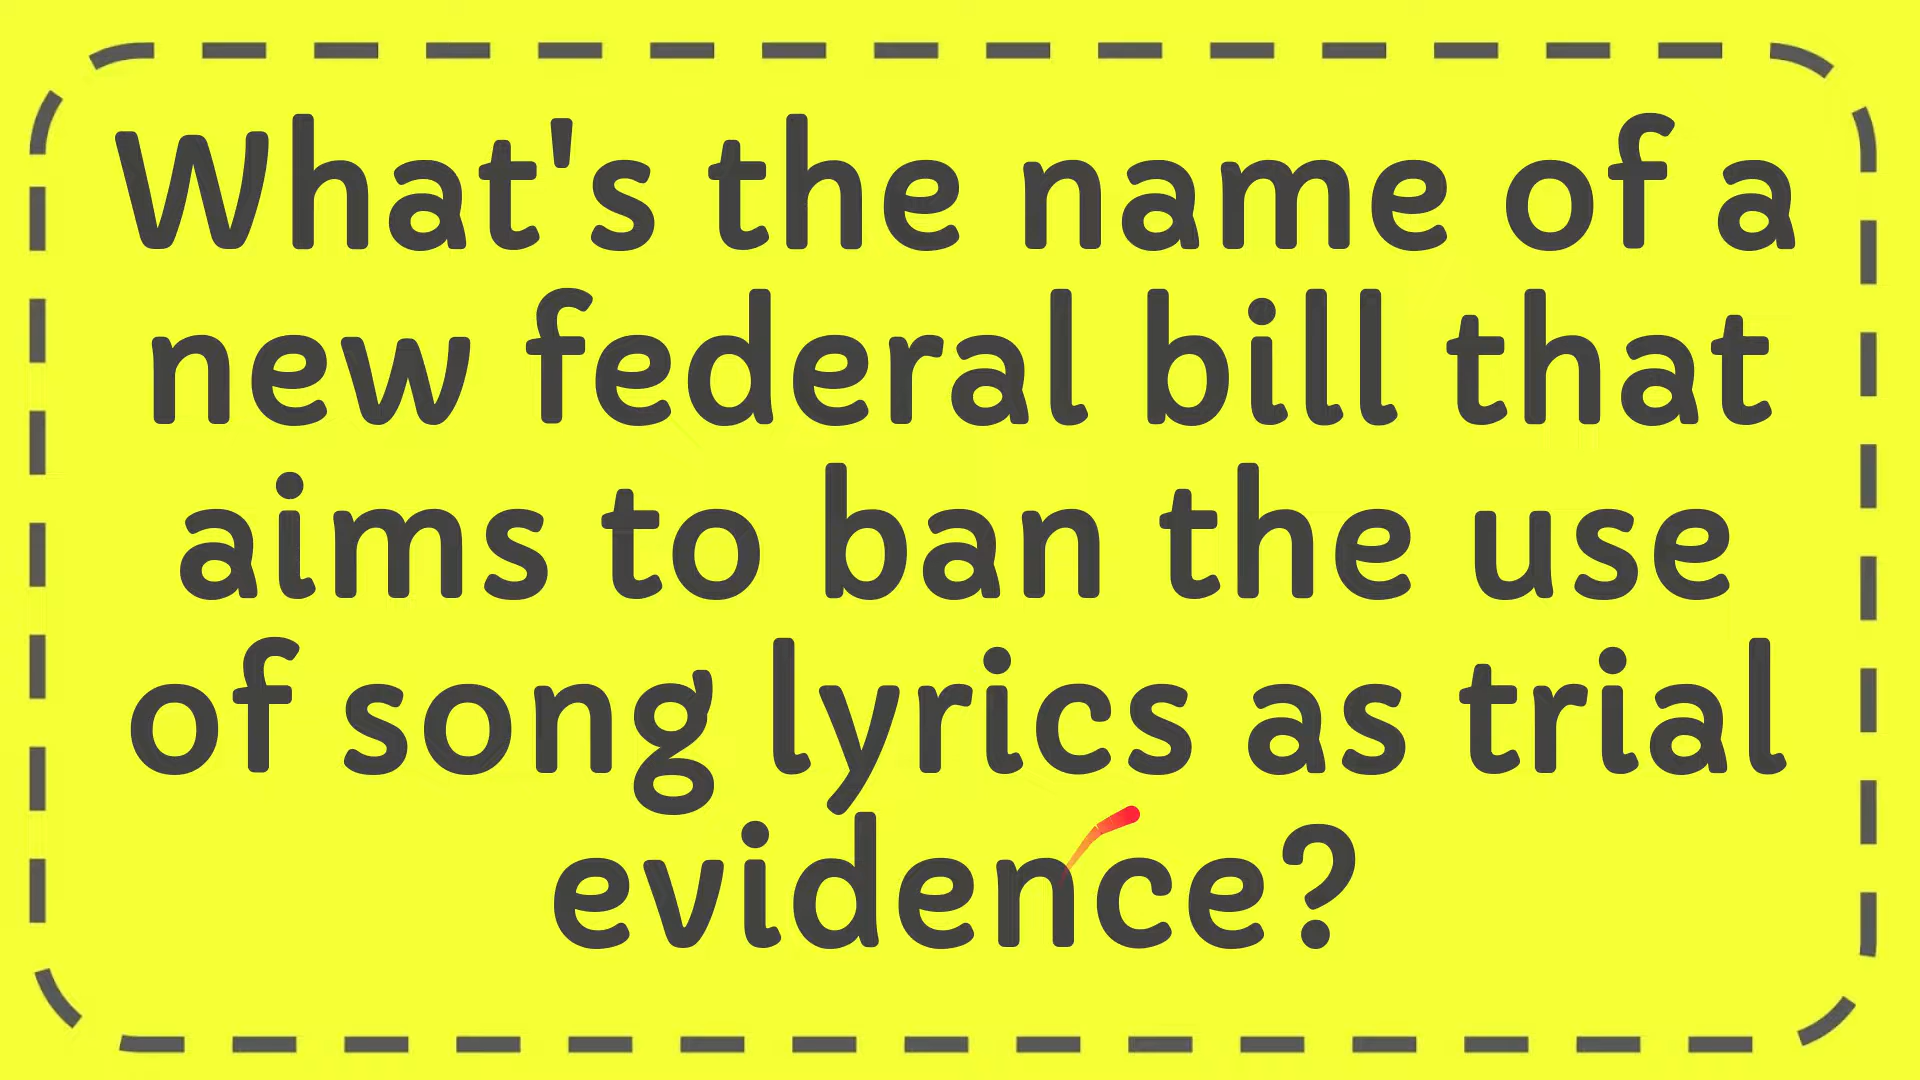 What's the name of a
new federal bill that
aims to ban the use
of song lyrics as trial
evidence?